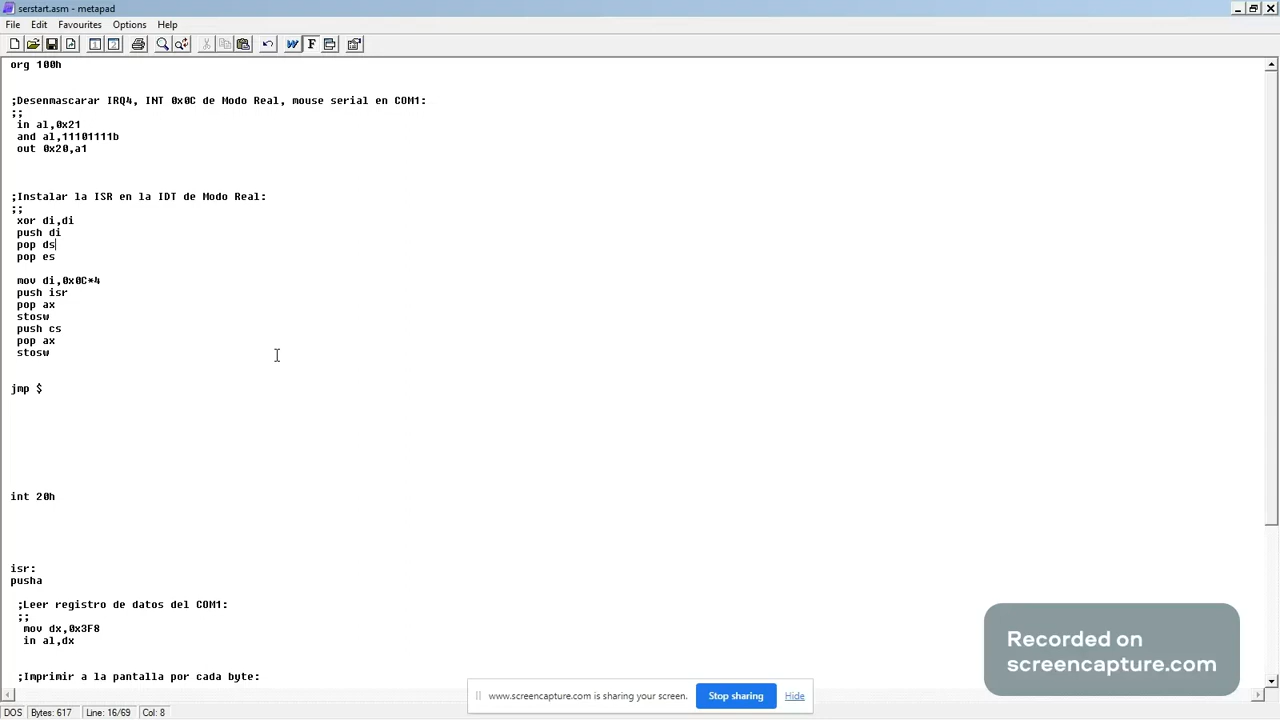 serstart.asm - metapad
File Edit Favourites Options Help
org 100h
;Desenmascarar IRQ4, INT 0x0C de Modo Real, mouse serial en COM1:
;;
in al,0x21
and al,11101111b
out 0x20,a1
;Instalar la ISR en la IDT de Modo Real:
;;
xor di,di
push di
pop ds
pop es
mov di,0x0C*4
push isr
pop ax
stosw
push cs
pop ax
stosw
jmp $
int 20h
isr:
pusha
;Leer registro de datos del COM1:
;;
mov dx,0x3F8
in al,dx
;Imprimir a la pantalla por cada byte:
Recorded on
screencapture.com
www.screencapture.com is sharing your screen. Stop sharing Hide
DOS Bytes: 617 Line: 16/69 Col: 8